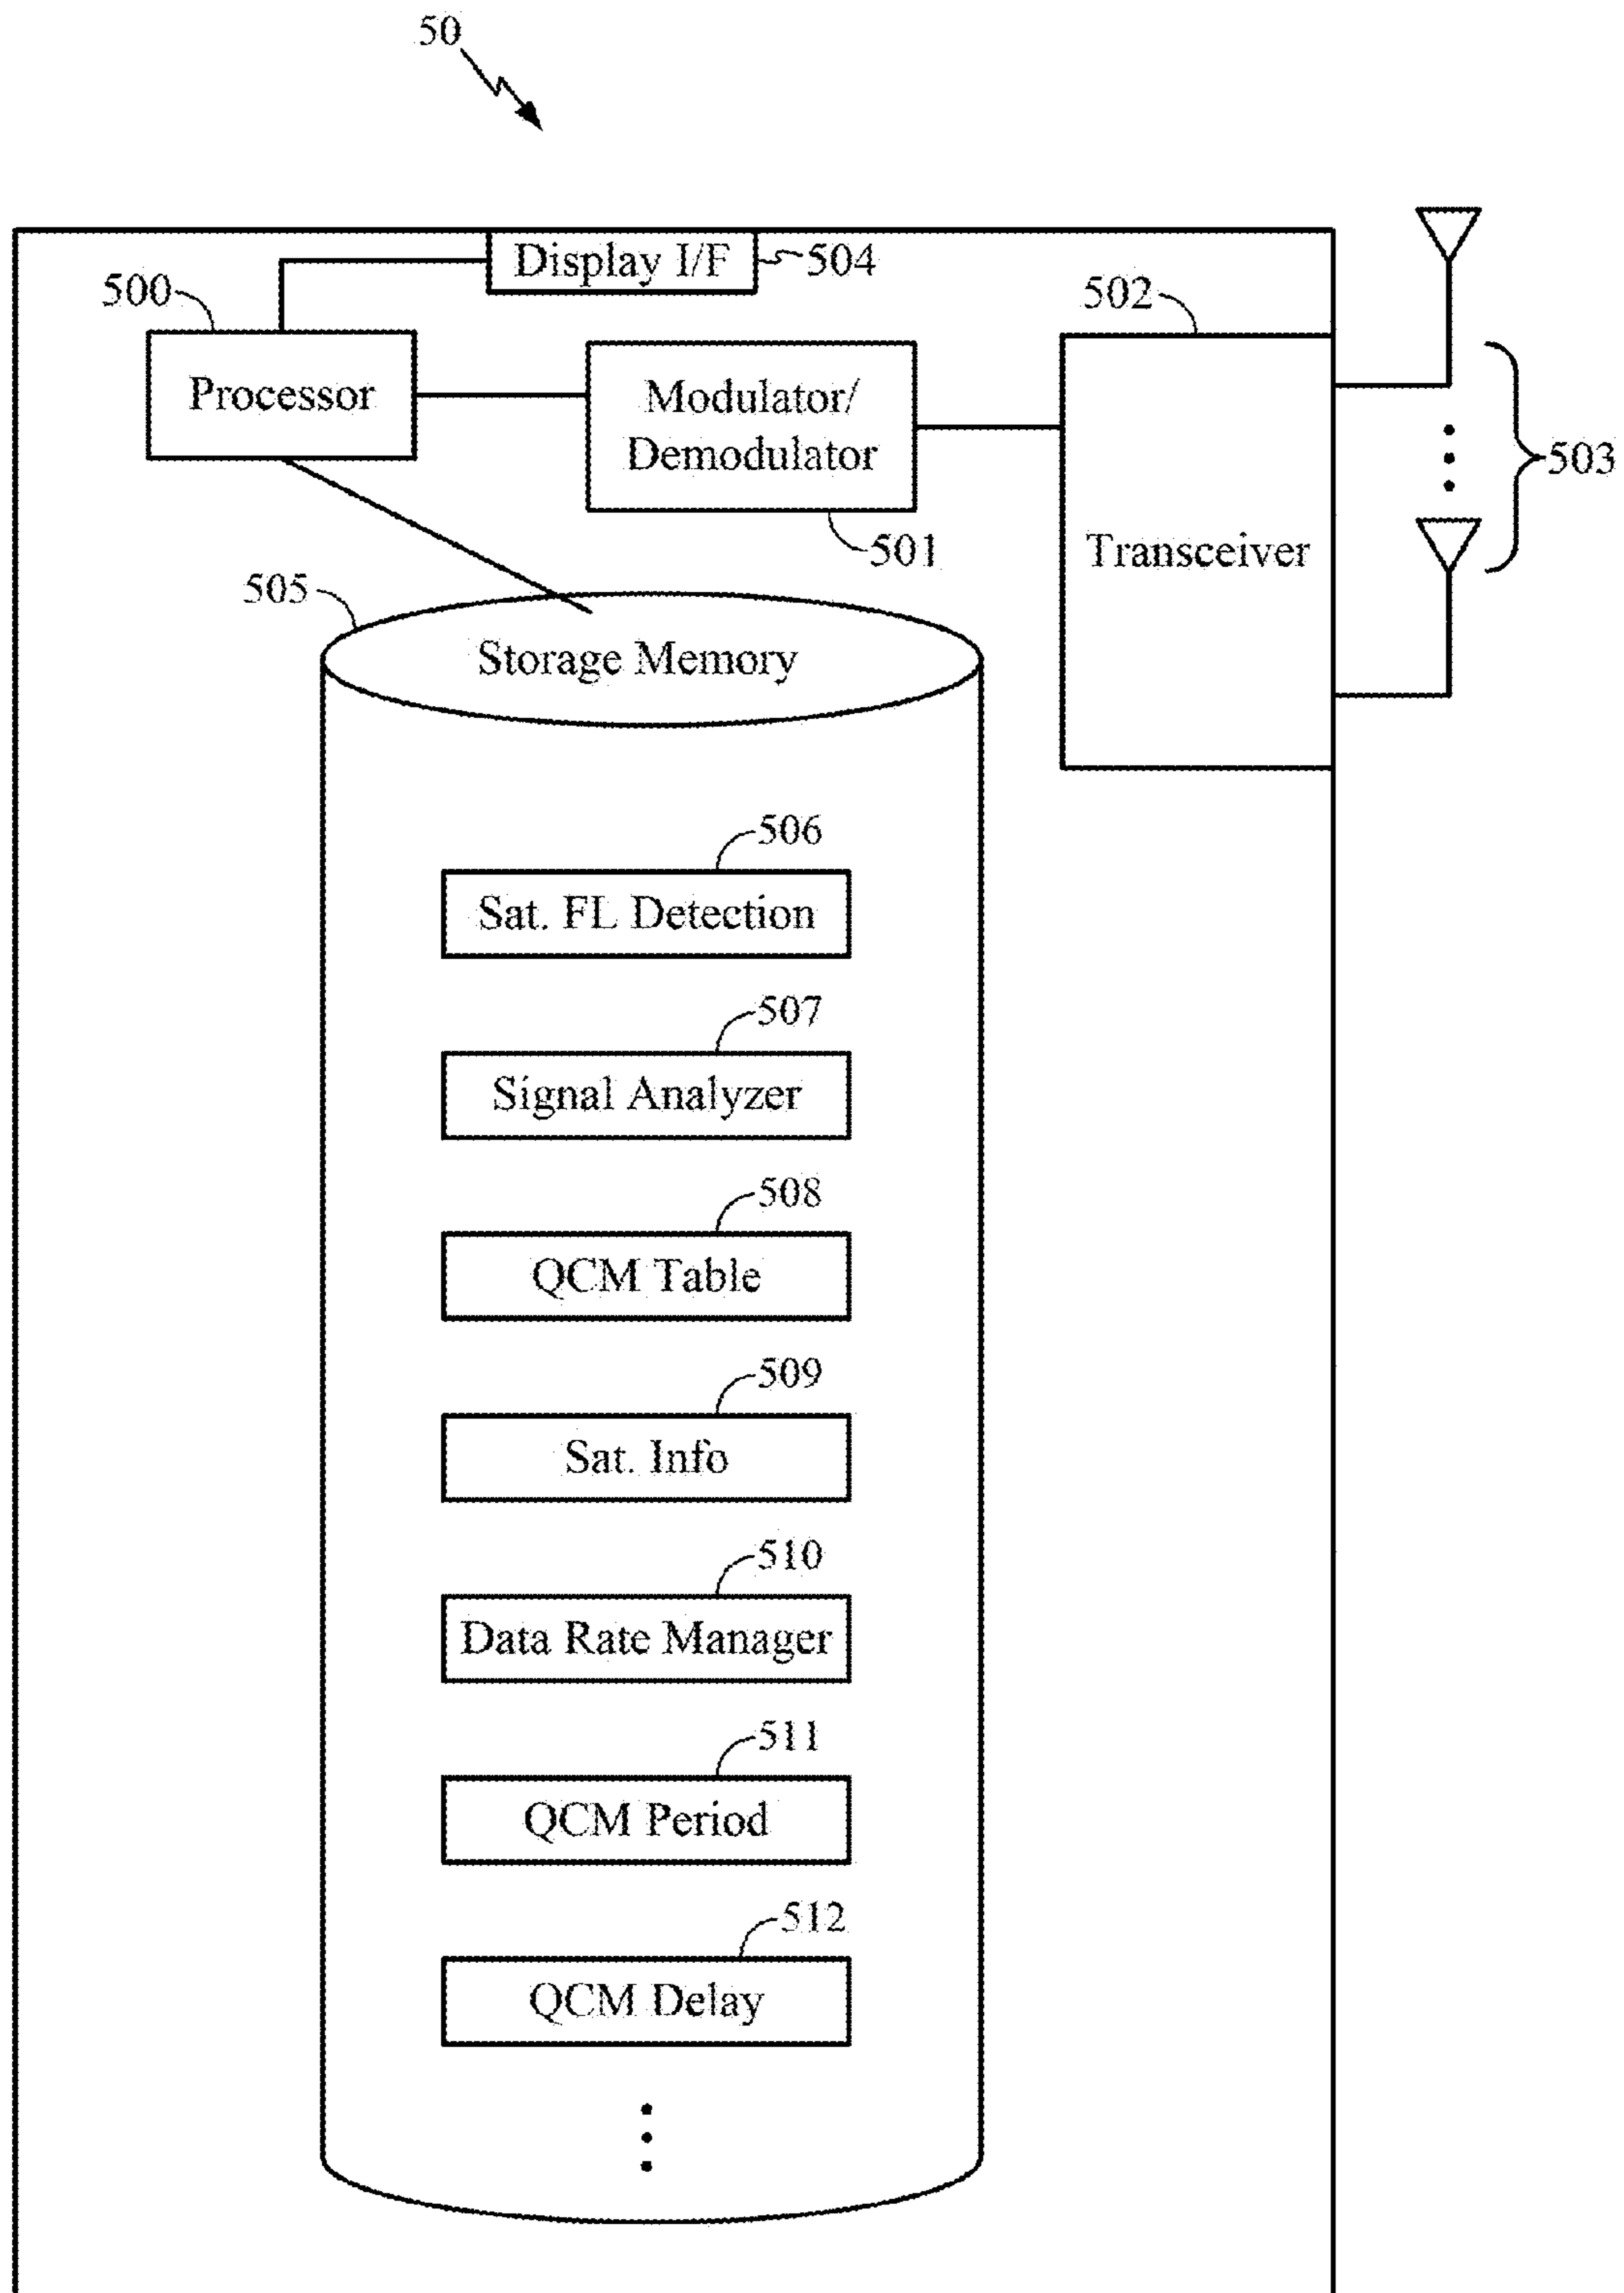 50
Display I/F
504
500
502
Processor
Modulator/
Demodulator
503
501
Transceiver
505
Storage Memory
506
Sat. FL Detection
507
Signal Analyzer
508
QCM Table
509
Sat. Info
510
Data Rate Manager
511
QCM Period
512
QCM Delay